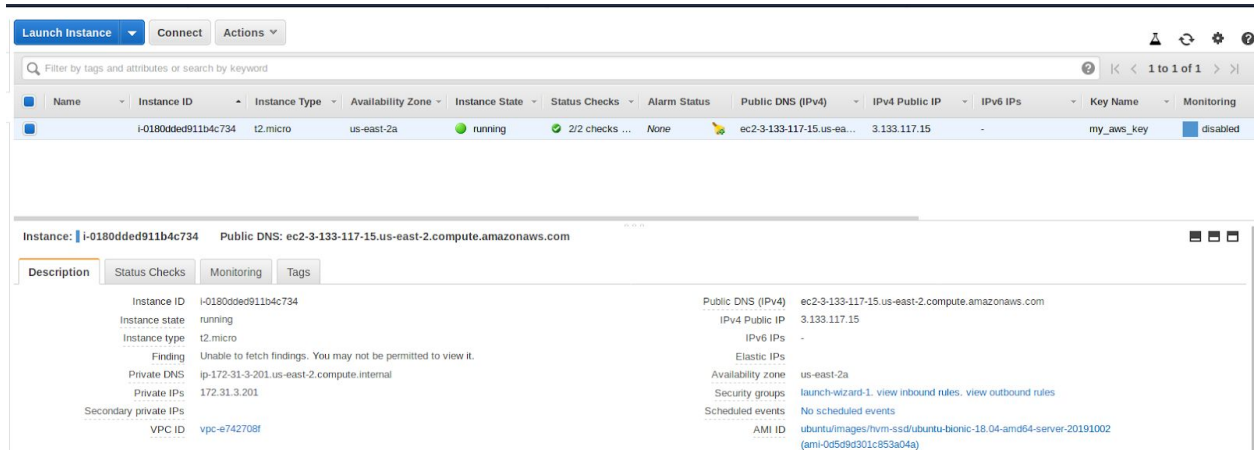 Launch Instance Connect Actions
Filter by tags and attributes or search by keyword 1 to 1 of 1
Name Instance ID Instance Type Availability Zone Instance State Status Checks Alarm Status Public DNS (IPv4) IPv4 Public IP IPv6 IPs Key Name Monitoring
i-0180dded911b4c734 t2.micro us-east-2a running 2/2 checks ... None ec2-3-133-117-15.us-ea... 3.133.117.15 - my_aws_key disabled
Instance: i-0180dded911b4c734 Public DNS: ec2-3-133-117-15.us-east-2.compute.amazonaws.com
Description Status Checks Monitoring Tags
Instance ID i-0180dded911b4c734 Public DNS (IPv4) ec2-3-133-117-15.us-east-2.compute.amazonaws.com
Instance state running IPv4 Public IP 3.133.117.15
Instance type t2.micro IPv6 IPs -
Finding Unable to fetch findings. You may not be permitted to view it. Elastic IPs
Private DNS ip-172-31-3-201.us-east-2.compute.internal Availability zone us-east-2a
Private IPs 172.31.3.201 Security groups launch-wizard-1. view inbound rules. view outbound rules
Secondary private IPs Scheduled events No scheduled events
VPC ID vpc-e742708f AMI ID ubuntu/images/hvm-ssd/ubuntu-bionic-18.04-amd64-server-20191002
(ami-0d5d9d301c853a04a)